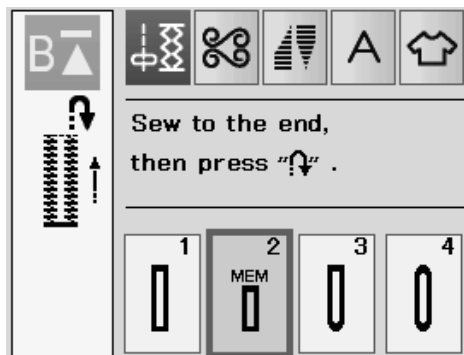 B
A
Sew to the end,
then press "↷" .
1
2
3
4
MEM